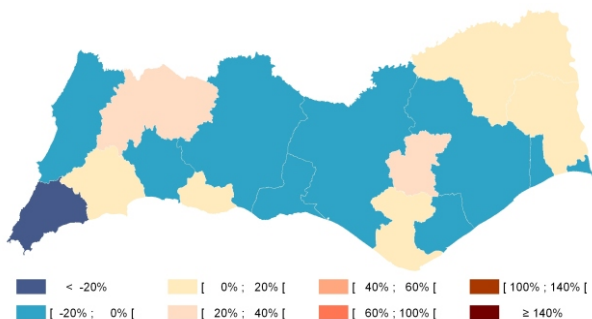 < -20% [ 0% ; 20% [ [ 40% ; 60% [ [ 100% ; 140% [
[ -20% ; 0% [ [ 20% ; 40% [ [ 60% ; 100% [ ≥ 140%